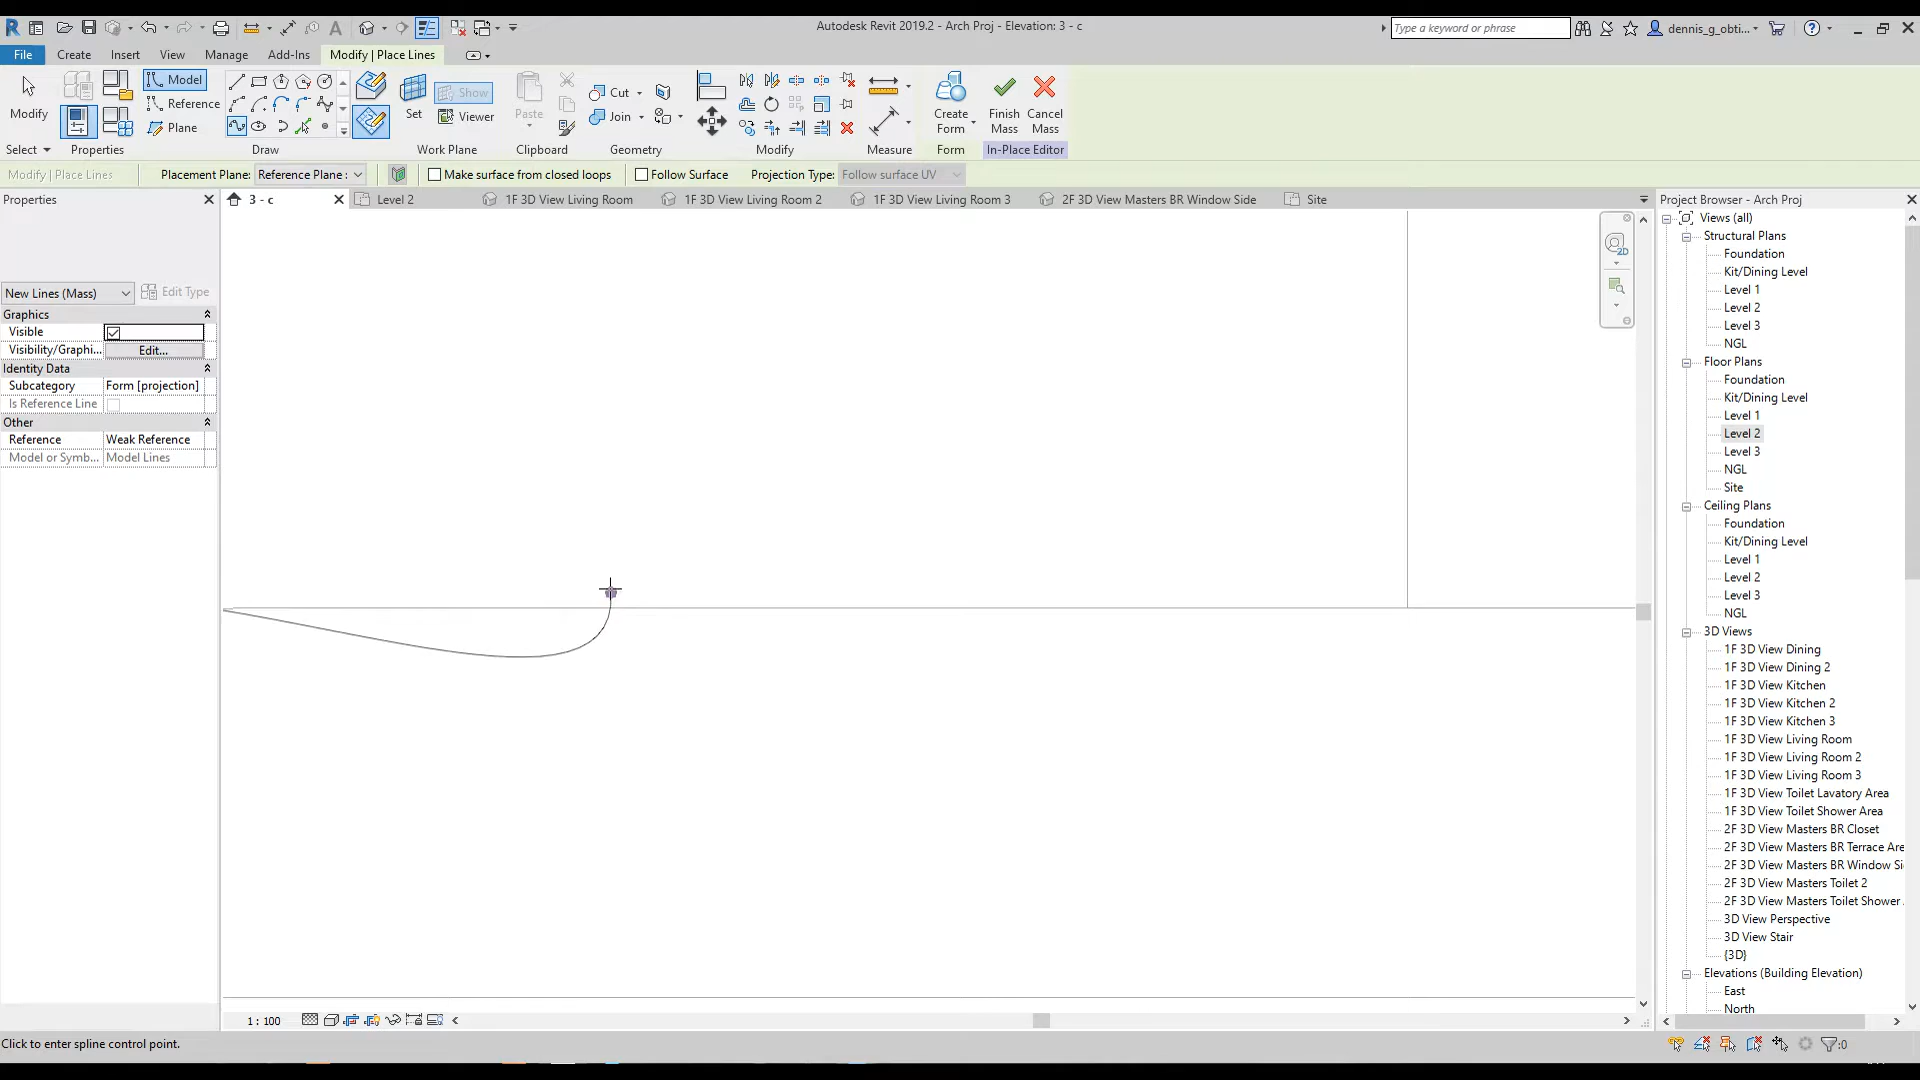 Autodesk Revit 2019.2 - Arch Proj - Elevation: 3 - c
Type a keyword or phrase
dennis_g_obti...
File Create Insert View Manage Add-Ins Modify | Place Lines
Model
Reference
Plane
Modify
Set
Show
Viewer
Paste
Cut
Join
Create Form
Finish Mass
Cancel Mass
Select Properties Draw Work Plane Clipboard Geometry Modify Measure Form In-Place Editor
Modify | Place Lines Placement Plane: Reference Plane : Make surface from closed loops Follow Surface Projection Type: Follow surface UV
Properties
3 - c Level 2 1F 3D View Living Room 1F 3D View Living Room 2 1F 3D View Living Room 3 2F 3D View Masters BR Window Side Site
2D
New Lines (Mass) Edit Type
Graphics
Visible
Visibility/Graphi... Edit...
Identity Data
Subcategory Form [projection]
Is Reference Line
Other
Reference Weak Reference
Model or Symb... Model Lines
Project Browser - Arch Proj
Views (all)
Structural Plans
Foundation
Kit/Dining Level
Level 1
Level 2
Level 3
NGL
Floor Plans
Foundation
Kit/Dining Level
Level 1
Level 2
Level 3
NGL
Site
Ceiling Plans
Foundation
Kit/Dining Level
Level 1
Level 2
Level 3
NGL
3D Views
1F 3D View Dining
1F 3D View Dining 2
1F 3D View Kitchen
1F 3D View Kitchen 2
1F 3D View Kitchen 3
1F 3D View Living Room
1F 3D View Living Room 2
1F 3D View Living Room 3
1F 3D View Toilet Lavatory Area
1F 3D View Toilet Shower Area
2F 3D View Masters BR Closet
2F 3D View Masters BR Terrace Are
2F 3D View Masters BR Window Si
2F 3D View Masters Toilet 2
2F 3D View Masters Toilet Shower
3D View Perspective
3D View Stair
{3D}
Elevations (Building Elevation)
East
North
1 : 100
Click to enter spline control point.
:0